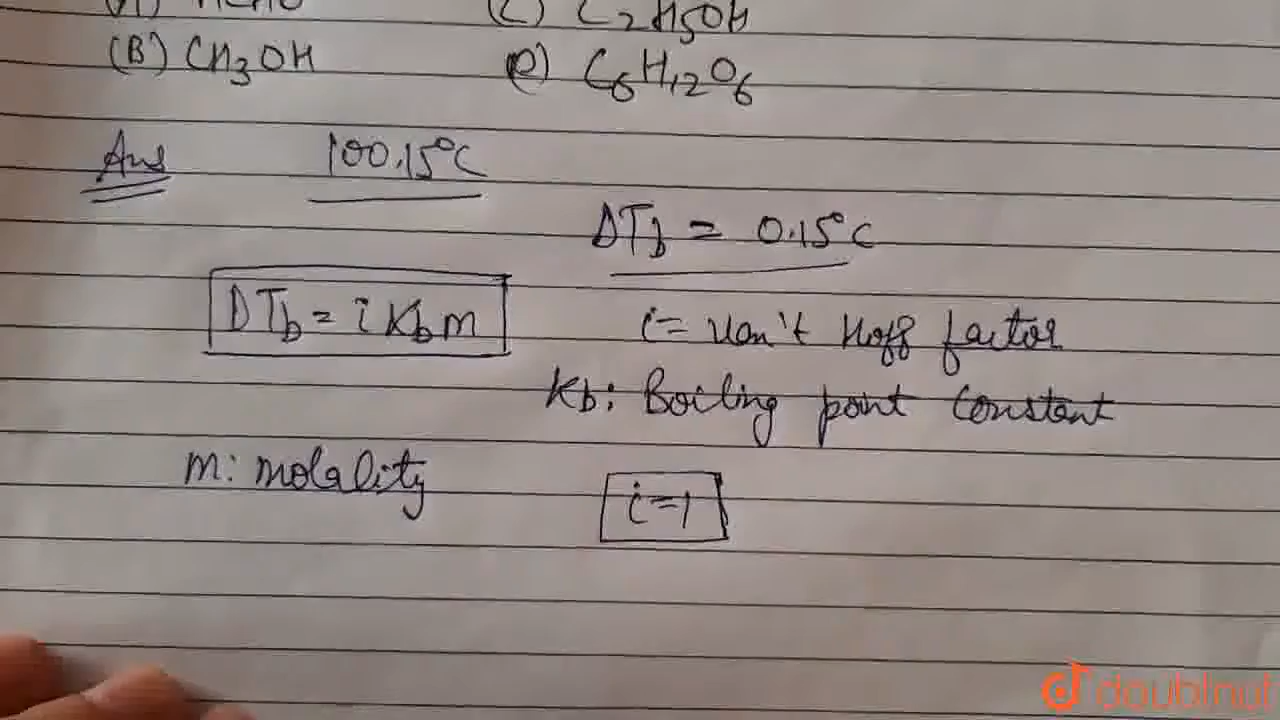 (A) HCHO (C) C2H5OH
(B) CH3OH (D) C6H12O6
Ans 100.15°C
ΔTb = 0.15°C
ΔTb = i Kb m i = Van't Hoff factor
Kb: Boiling point Constant
m: molality i=1
doubtnut